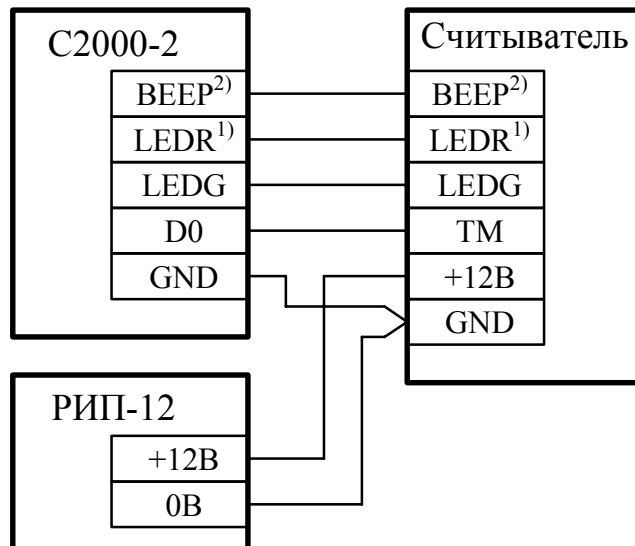 С2000-2
BEEP2)
LEDR1)
LEDG
D0
GND
Считыватель
BEEP2)
LEDR1)
LEDG
TM
+12В
GND
РИП-12
+12В
0В